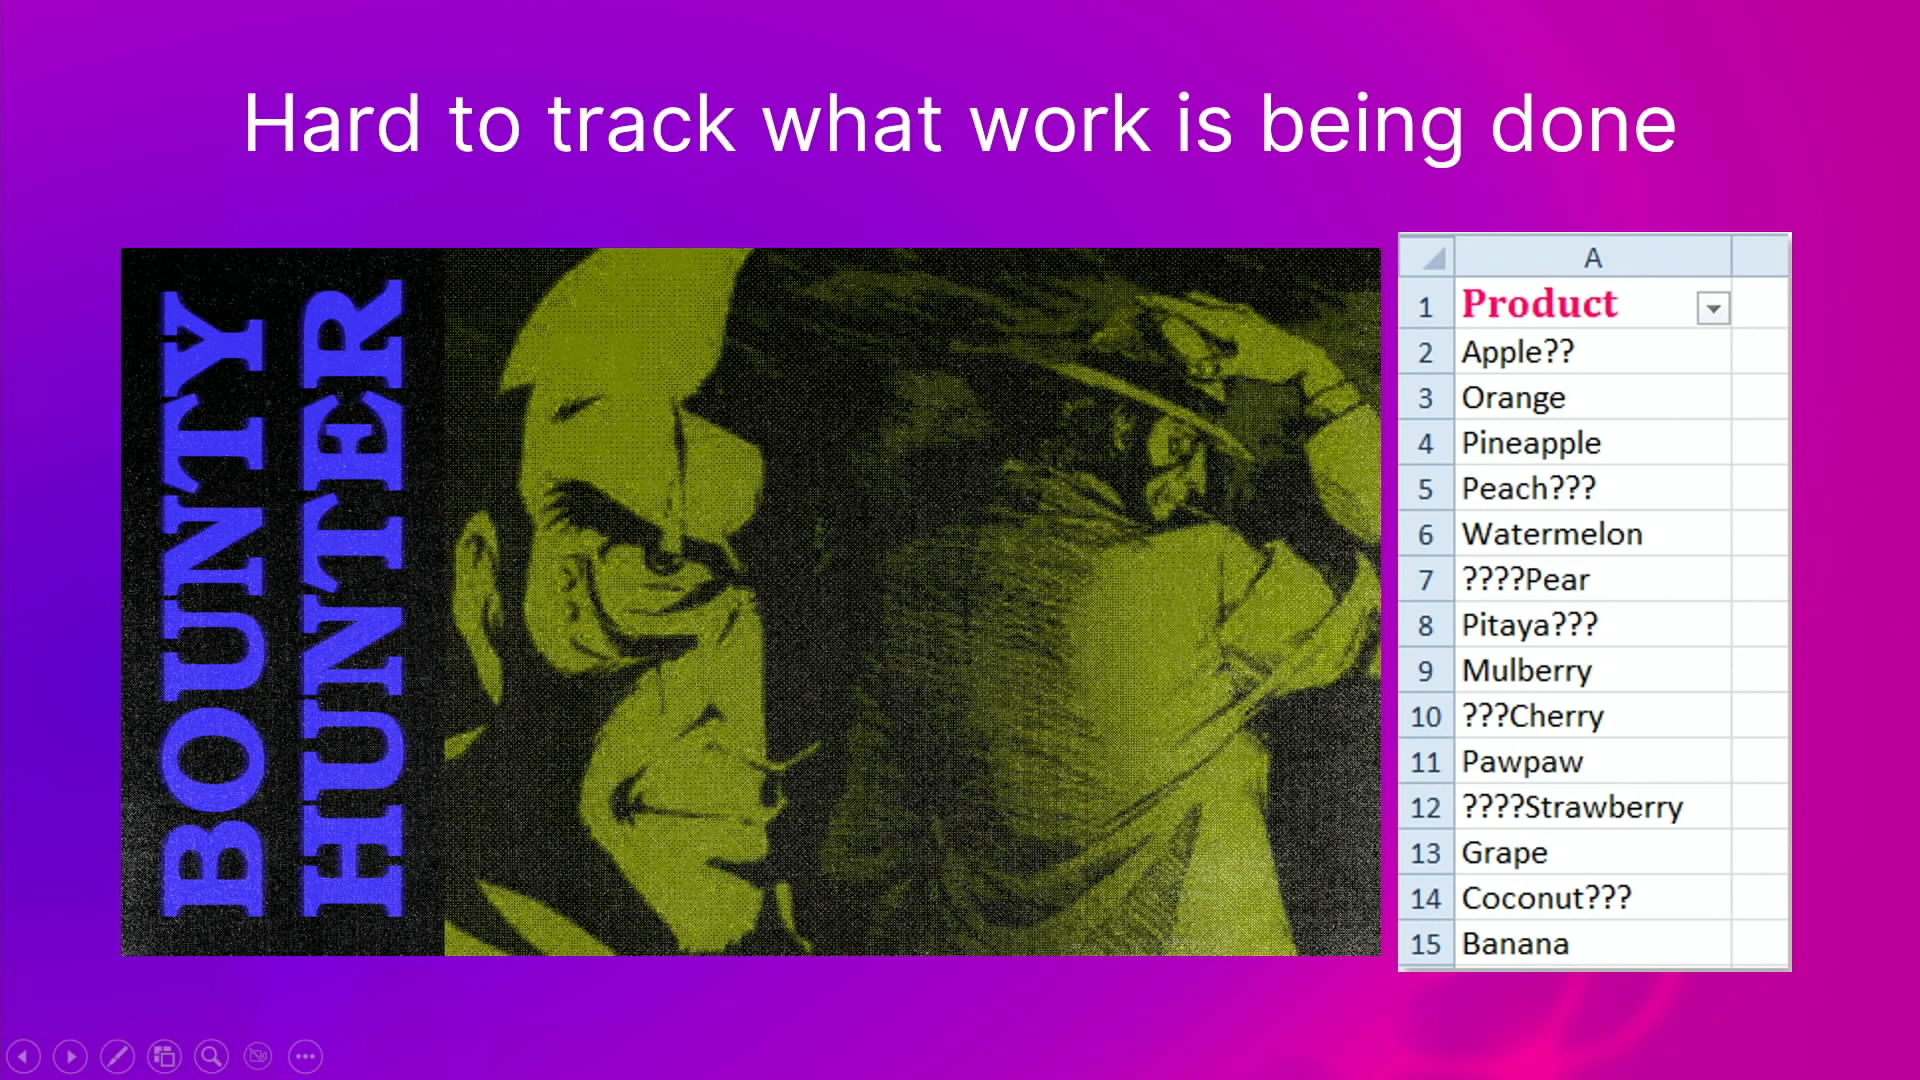 Hard to track what work is being done
BOUNTY
HUNTER
A
1 Product
2 Apple??
3 Orange
4 Pineapple
5 Peach???
6 Watermelon
7 ????Pear
8 Pitaya???
9 Mulberry
10 ???Cherry
11 Pawpaw
12 ????Strawberry
13 Grape
14 Coconut???
15 Banana